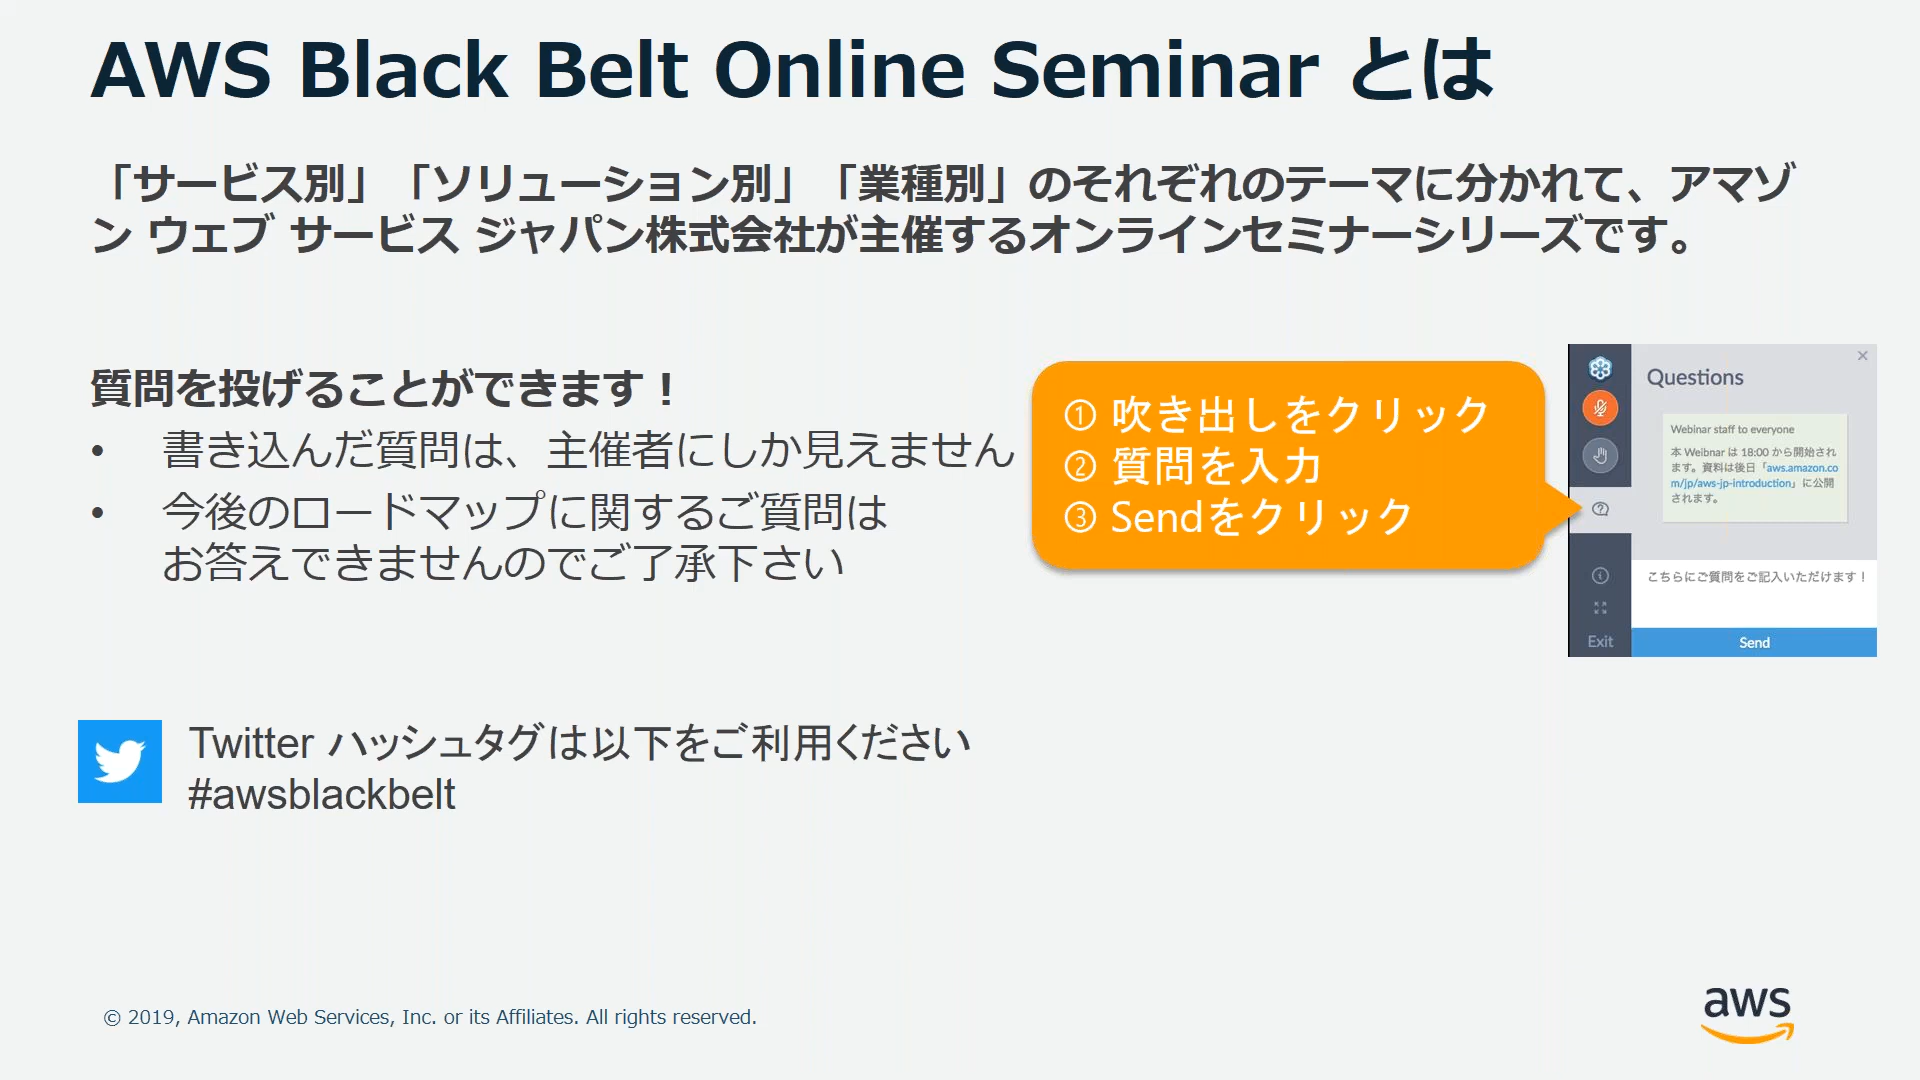 AWS Black Belt Online Seminar とは
「サービス別」「ソリューション別」「業種別」のそれぞれのテーマに分かれて、アマゾ
ン ウェブ サービス ジャパン株式会社が主催するオンラインセミナーシリーズです。
質問を投げることができます！
• 書き込んだ質問は、主催者にしか見えません
• 今後のロードマップに関するご質問は
お答えできませんのでご了承下さい
① 吹き出しをクリック
② 質問を入力
③ Sendをクリック
Questions
Webinar staff to everyone
本 Weibnar は 18:00 から開始され
ます。資料は後日「aws.amazon.co
m/jp/aws-jp-introduction」に公開
されます。
こちらにご質問をご記入いただけます！
Exit
Send
Twitter ハッシュタグは以下をご利用ください
#awsblackbelt
© 2019, Amazon Web Services, Inc. or its Affiliates. All rights reserved.
aws